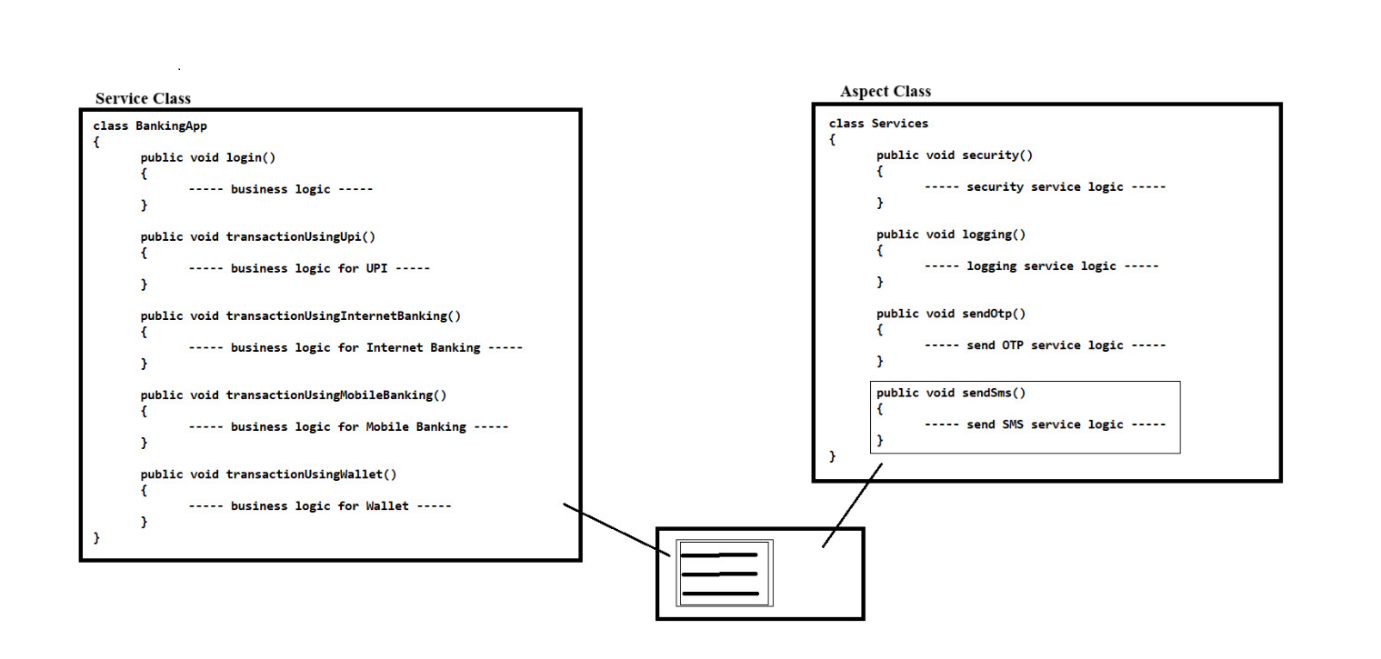 Service Class
class BankingApp
{
public void login()
{
----- business logic -----
}
public void transactionUsingUpi()
{
----- business logic for UPI -----
}
public void transactionUsingInternetBanking()
{
----- business logic for Internet Banking -----
}
public void transactionUsingMobileBanking()
{
----- business logic for Mobile Banking -----
}
public void transactionUsingWallet()
{
----- business logic for Wallet -----
}
}
Aspect Class
class Services
{
public void security()
{
----- security service logic -----
}
public void logging()
{
----- logging service logic -----
}
public void sendOtp()
{
----- send OTP service logic -----
}
public void sendSms()
{
----- send SMS service logic -----
}
}